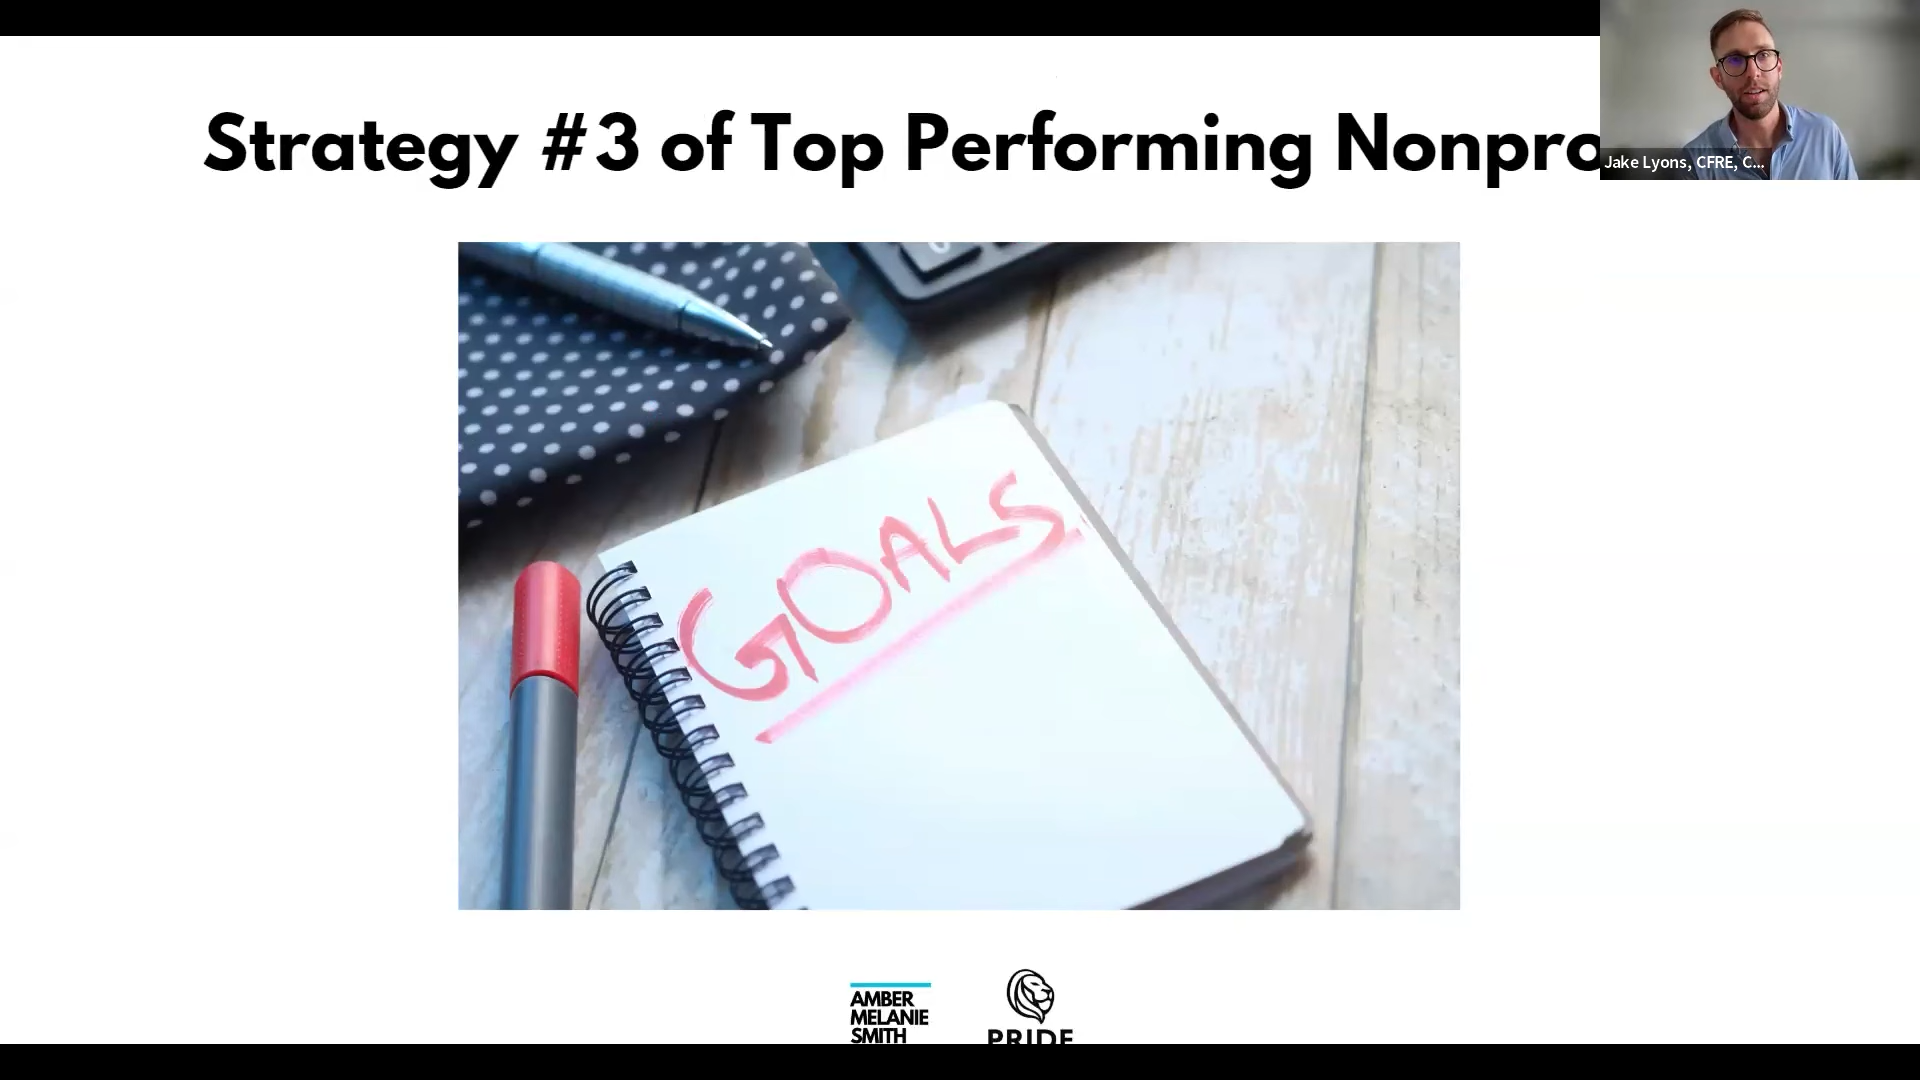 Strategy #3 of Top Performing Nonpro
Jake Lyons, CFRE, C...
GOALS
AMBER
MELANIE
SMITH
PRIDE